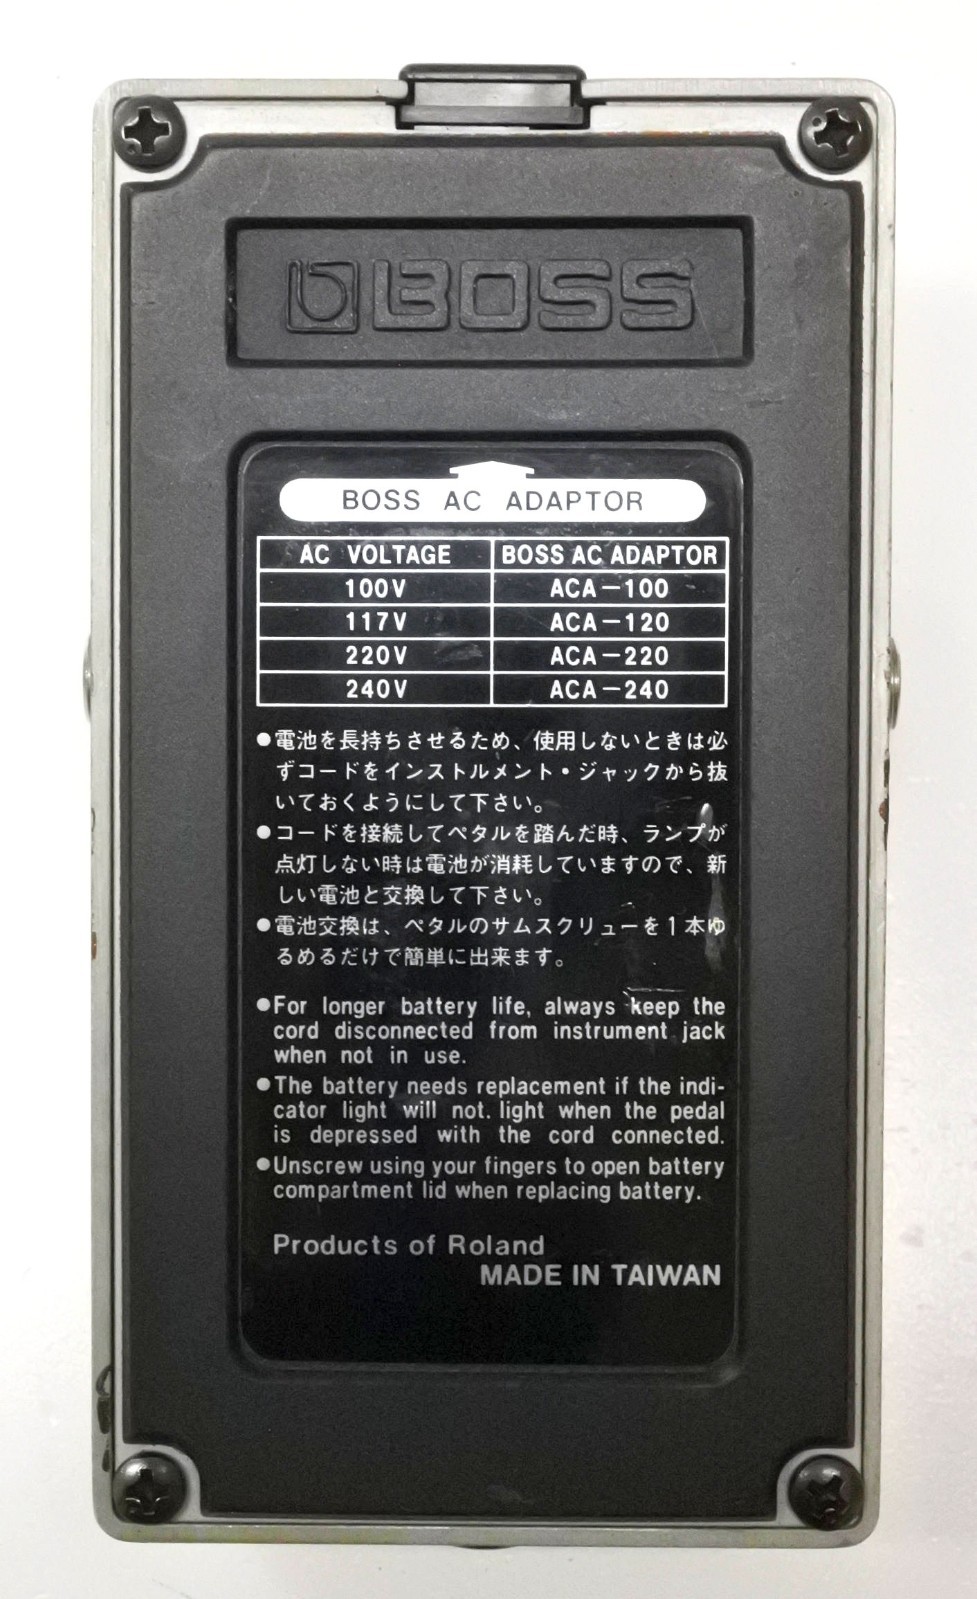 BOSS
BOSS AC ADAPTOR
AC VOLTAGE BOSS AC ADAPTOR
100V ACA-100
117V ACA-120
220V ACA-220
240V ACA-240
●電池を長持ちさせるため、使用しないときは必
ずコードをインストルメント・ジャックから抜
いておくようにして下さい。
●コードを接続してペタルを踏んだ時、ランプが
点灯しない時は電池が消耗していますので、新
しい電池と交換して下さい。
●電池交換は、ペタルのサムスクリューを1本ゆ
るめるだけで簡単に出来ます。
●For longer battery life, always keep the
cord disconnected from instrument jack
when not in use.
●The battery needs replacement if the indi-
cator light will not. light when the pedal
is depressed with the cord connected.
●Unscrew using your fingers to open battery
compartment lid when replacing battery.
Products of Roland
MADE IN TAIWAN